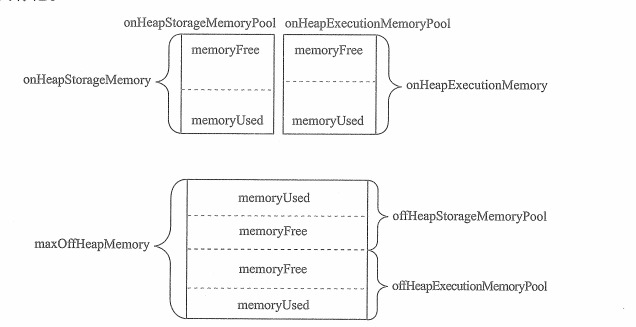 onHeapStorageMemoryPool onHeapExecutionMemoryPool
memoryFree memoryFree
onHeapStorageMemory onHeapExecutionMemory
memoryUsed memoryUsed
memoryUsed
offHeapStorageMemoryPool
memoryFree
maxOffHeapMemory
memoryFree
offHeapExecutionMemoryPool
memoryUsed